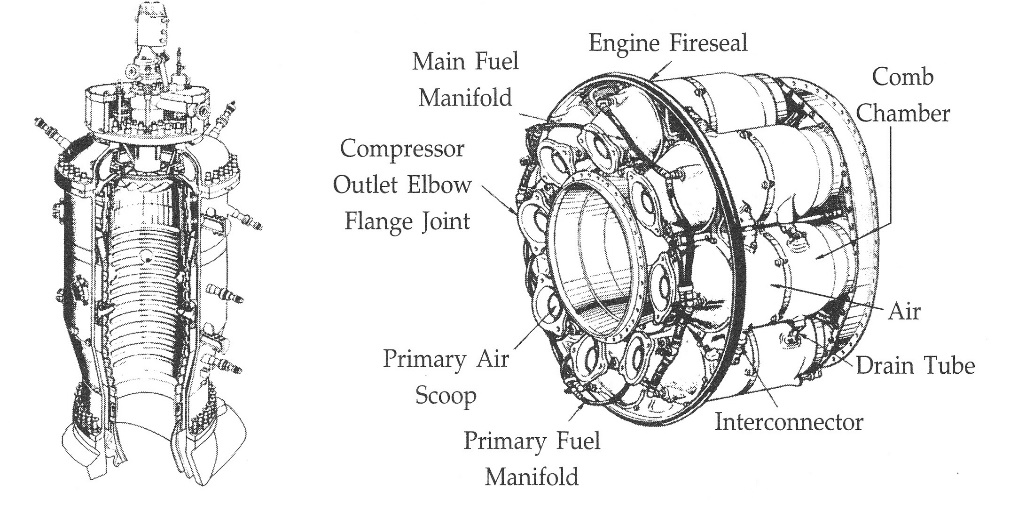 Engine Fireseal
Main Fuel
Manifold
Comb
Chamber
Compressor
Outlet Elbow
Flange Joint
Air
Primary Air
Scoop
Drain Tube
Interconnector
Primary Fuel
Manifold